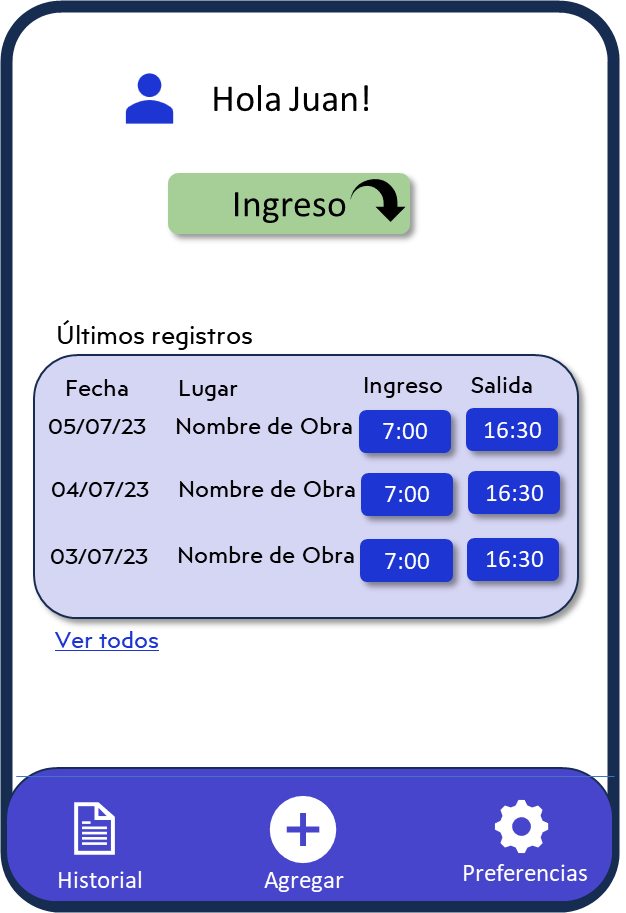 Hola Juan!
Ingreso
Últimos registros
Fecha Lugar Ingreso Salida
05/07/23 Nombre de Obra 7:00 16:30
04/07/23 Nombre de Obra 7:00 16:30
03/07/23 Nombre de Obra 7:00 16:30
Ver todos
Historial Agregar Preferencias